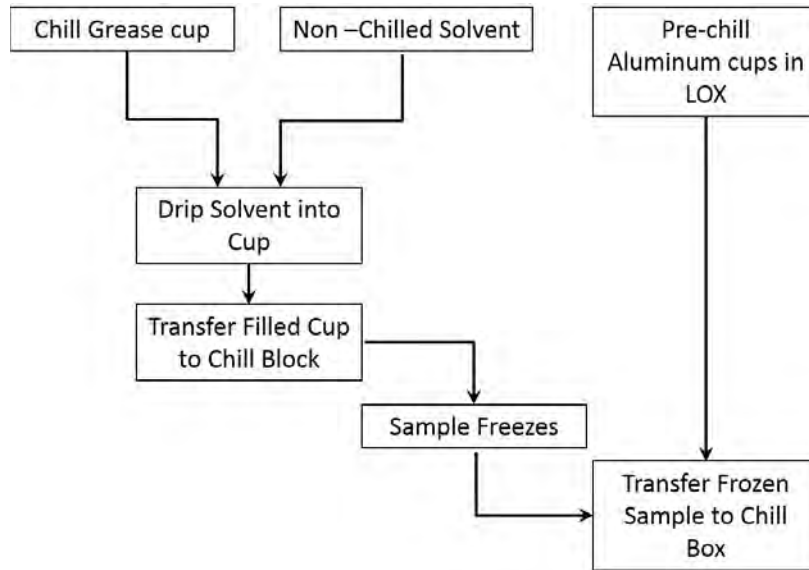 Chill Grease cup
Non –Chilled Solvent
Pre-chill
Aluminum cups in
LOX
Drip Solvent into
Cup
Transfer Filled Cup
to Chill Block
Sample Freezes
Transfer Frozen
Sample to Chill
Box